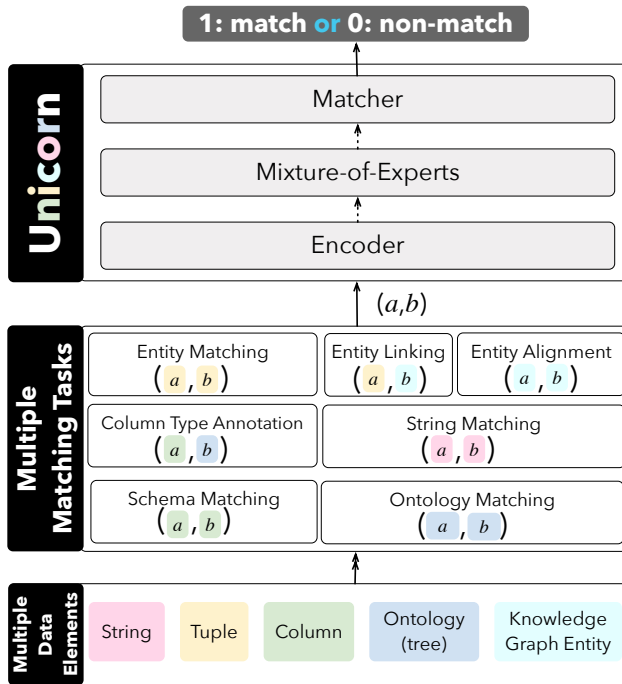 1: match or 0: non-match
Unicorn
Matcher
Mixture-of-Experts
Encoder
(a,b)
Multiple
Matching Tasks
Entity Matching
(a, b)
Entity Linking
(a, b)
Entity Alignment
(a, b)
Column Type Annotation
(a, b)
String Matching
(a, b)
Schema Matching
(a, b)
Ontology Matching
(a, b)
Multiple
Data
Elements
String
Tuple
Column
Ontology
(tree)
Knowledge
Graph Entity